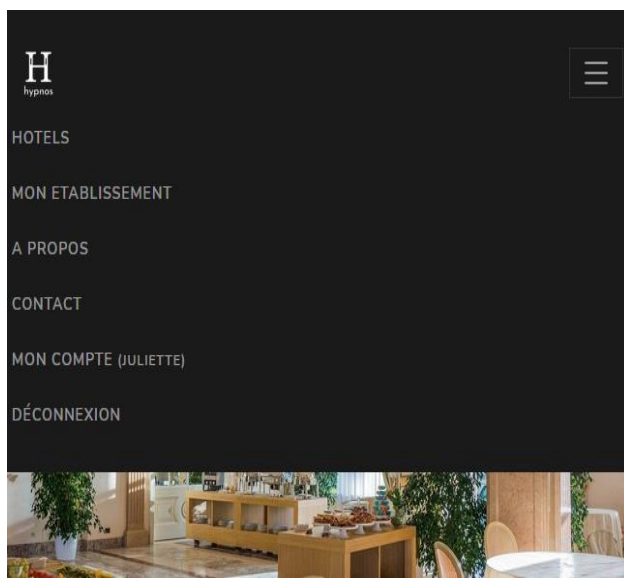 H
hypnos
HOTELS
MON ETABLISSEMENT
A PROPOS
CONTACT
MON COMPTE (JULIETTE)
DÉCONNEXION